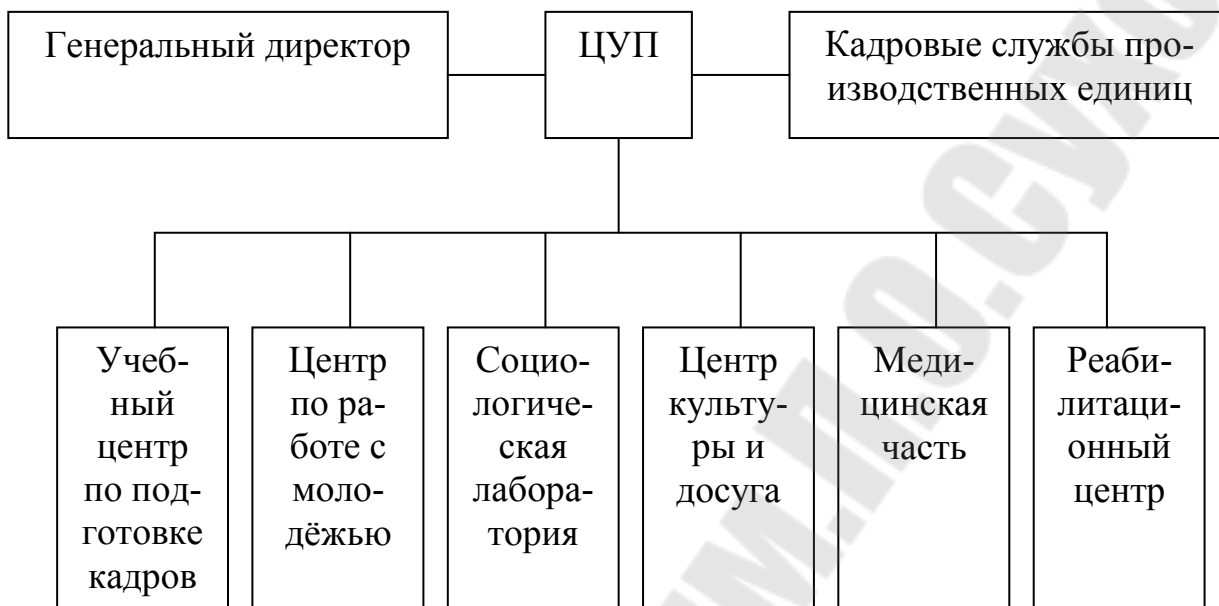 Генеральный директор
ЦУП
Кадровые службы про-
изводственных единиц
Учеб-
ный
центр
по под-
готовке
кадров
Центр
по ра-
боте с
моло-
дёжью
Социо-
логиче-
ская
лабора-
тория
Центр
культу-
ры и
досуга
Меди-
цинская
часть
Реаби-
литаци-
онный
центр